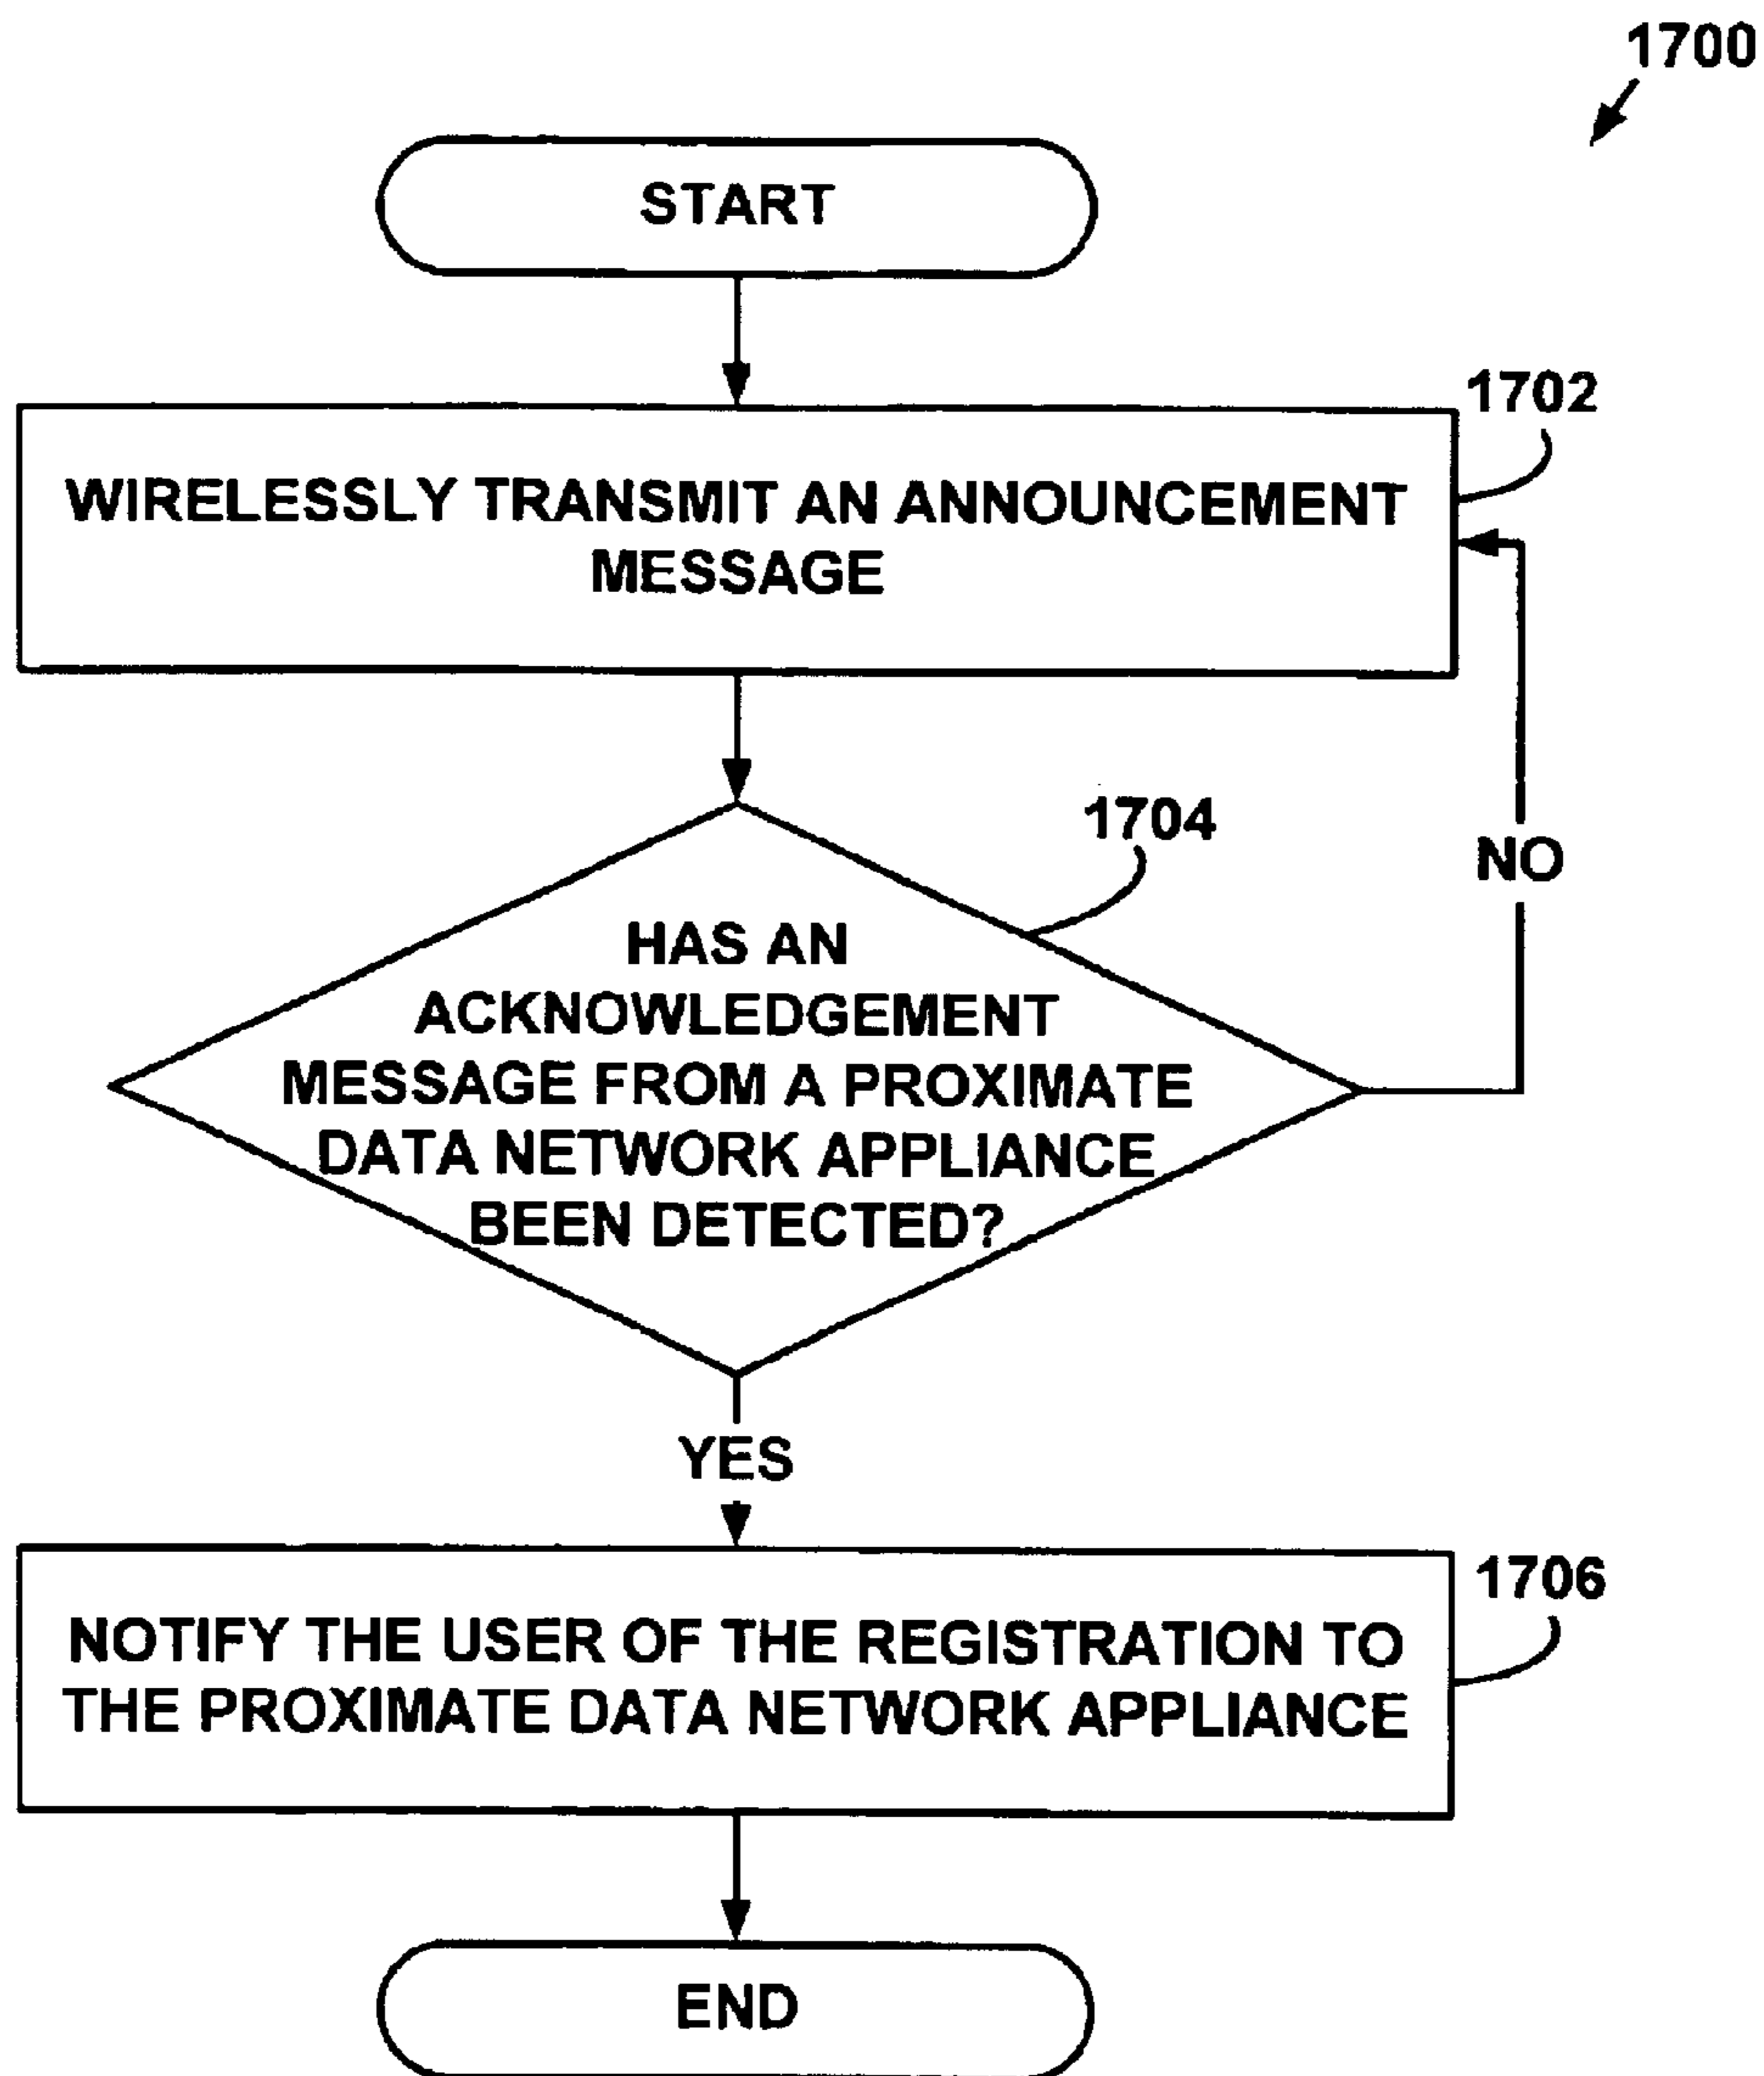 1700
START
1702
WIRELESSLY TRANSMIT AN ANNOUNCEMENT
MESSAGE
1704
NO
HAS AN
ACKNOWLEDGEMENT
MESSAGE FROM A PROXIMATE
DATA NETWORK APPLIANCE
BEEN DETECTED?
YES
1706
NOTIFY THE USER OF THE REGISTRATION TO
THE PROXIMATE DATA NETWORK APPLIANCE
END